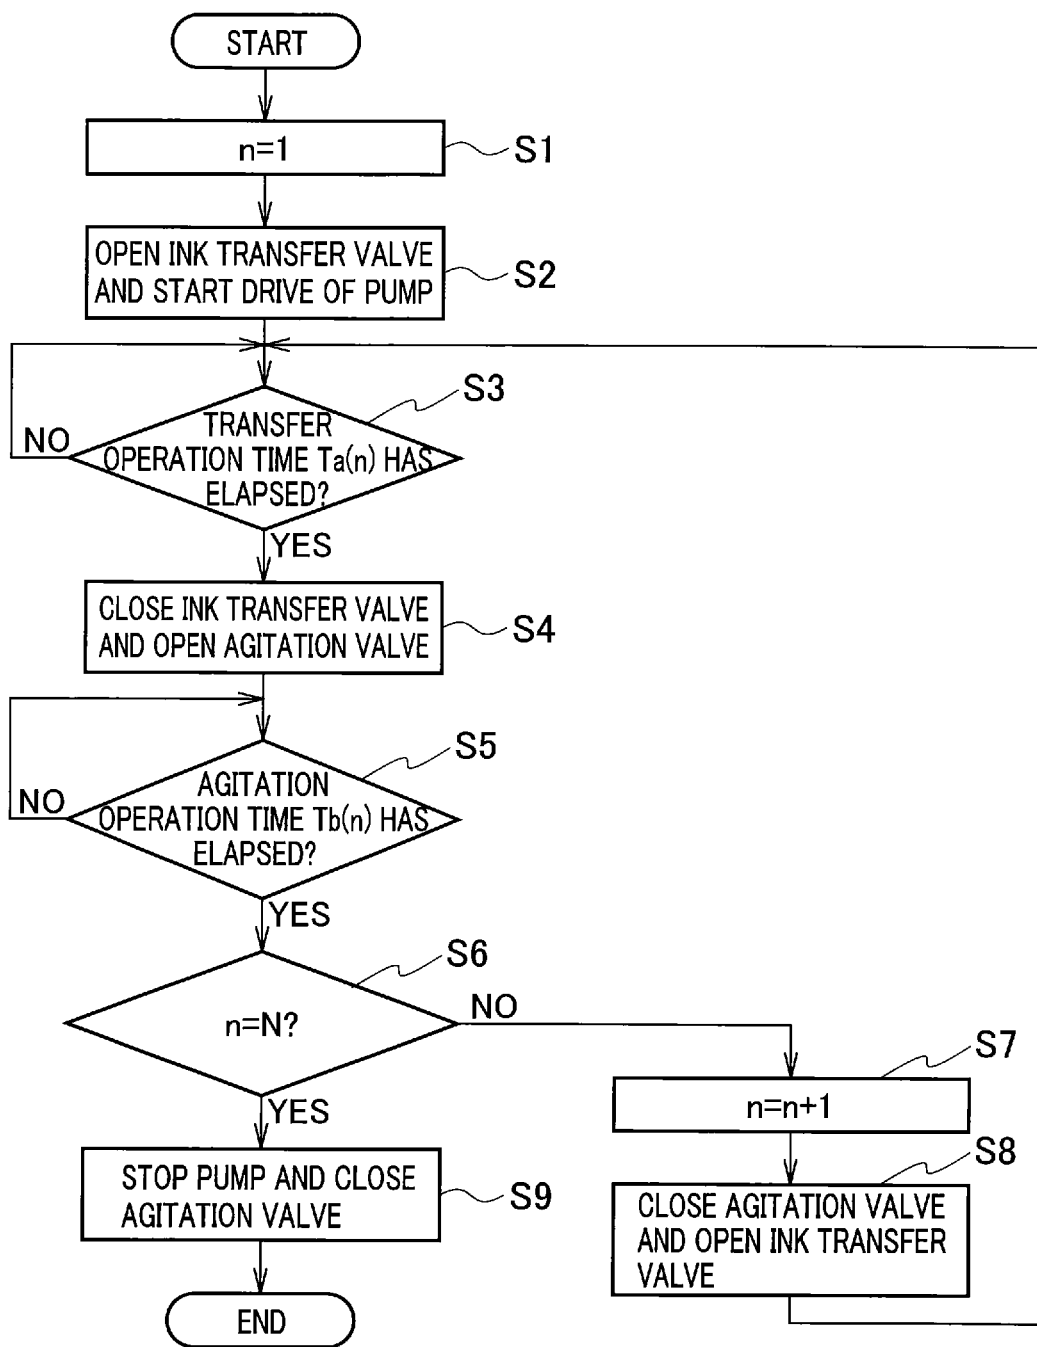 START
n=1
S1
OPEN INK TRANSFER VALVE
AND START DRIVE OF PUMP
S2
S3
TRANSFER
OPERATION TIME Ta(n) HAS
ELAPSED?
NO
YES
CLOSE INK TRANSFER VALVE
AND OPEN AGITATION VALVE
S4
S5
AGITATION
OPERATION TIME Tb(n) HAS
ELAPSED?
NO
YES
S6
n=N?
NO
YES
S7
n=n+1
S8
CLOSE AGITATION VALVE
AND OPEN INK TRANSFER
VALVE
STOP PUMP AND CLOSE
AGITATION VALVE
S9
END